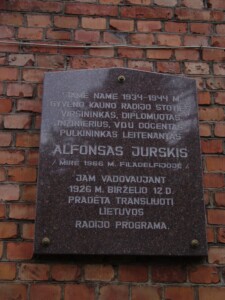 ŠIAME NAME 1934-1944 M.
GYVENO KAUNO RADIJO STOTIES
VIRŠININKAS, DIPLOMUOTAS
INŽINIERIUS, VDU DOCENTAS
PULKININKAS LEITENANTAS
ALFONSAS JURSKIS
/ MIRĖ 1966 M. FILADELFIJOJE /
JAM VADOVAUJANT
1926 M. BIRŽELIO 12 D.
PRADĖTA TRANSLIUOTI
LIETUVOS
RADIJO PROGRAMA.